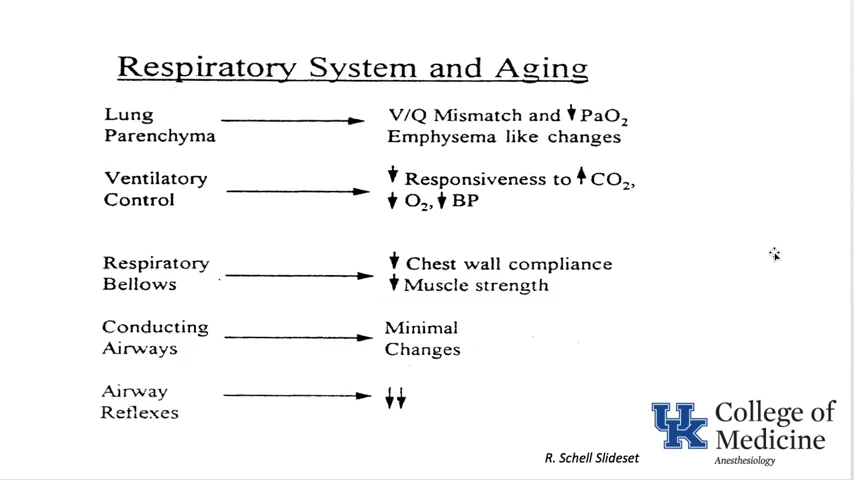 Respiratory System and Aging
Lung
Parenchyma
V/Q Mismatch and ↓PaO₂
Emphysema like changes
Ventilatory
Control
↓ Responsiveness to ↑CO₂,
↓ O₂, ↓ BP
Respiratory
Bellows
↓ Chest wall compliance
↓ Muscle strength
Conducting
Airways
Minimal
Changes
Airway
Reflexes
↓↓
R. Schell Slideset
UK
College of
Medicine
Anesthesiology